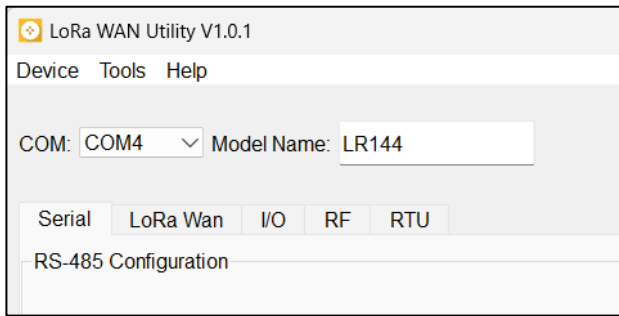 LoRa WAN Utility V1.0.1
Device Tools Help
COM: COM4 Model Name: LR144
Serial LoRa Wan I/O RF RTU
RS-485 Configuration